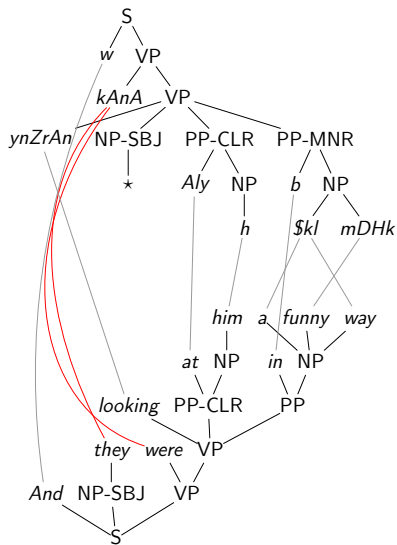 S
w VP
kAnA VP
ynZrAn NP-SBJ PP-CLR PP-MNR
⋆ Aly NP b NP
h $kl mDHk
him a funny way
at NP in NP
looking PP-CLR PP
they were VP
And NP-SBJ VP
S